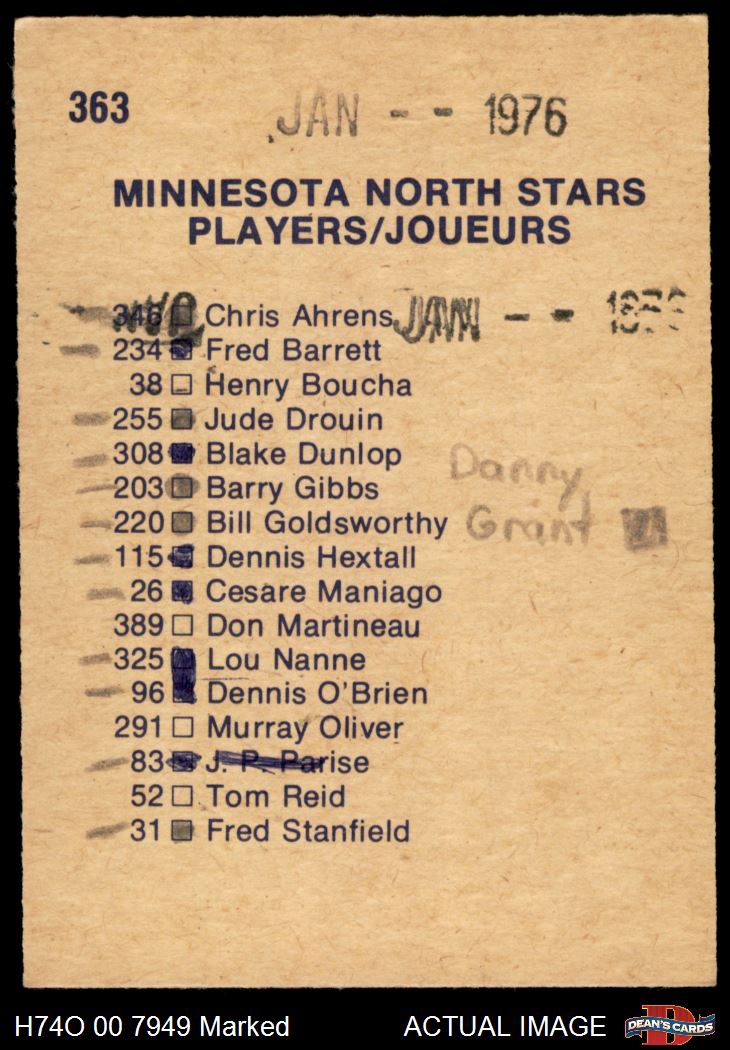 363
JAN - - 1976
MINNESOTA NORTH STARS
PLAYERS/JOUEURS
346 Chris Ahrens JAN - -
234 Fred Barrett
38 Henry Boucha
255 Jude Drouin
308 Blake Dunlop
203 Barry Gibbs
220 Bill Goldsworthy
Danny
Grant
115 Dennis Hextall
26 Cesare Maniago
389 Don Martineau
325 Lou Nanne
96 Dennis O'Brien
291 Murray Oliver
83 J. P. Parise
52 Tom Reid
31 Fred Stanfield
H74O 00 7949 Marked
ACTUAL IMAGE
DEAN'S CARDS